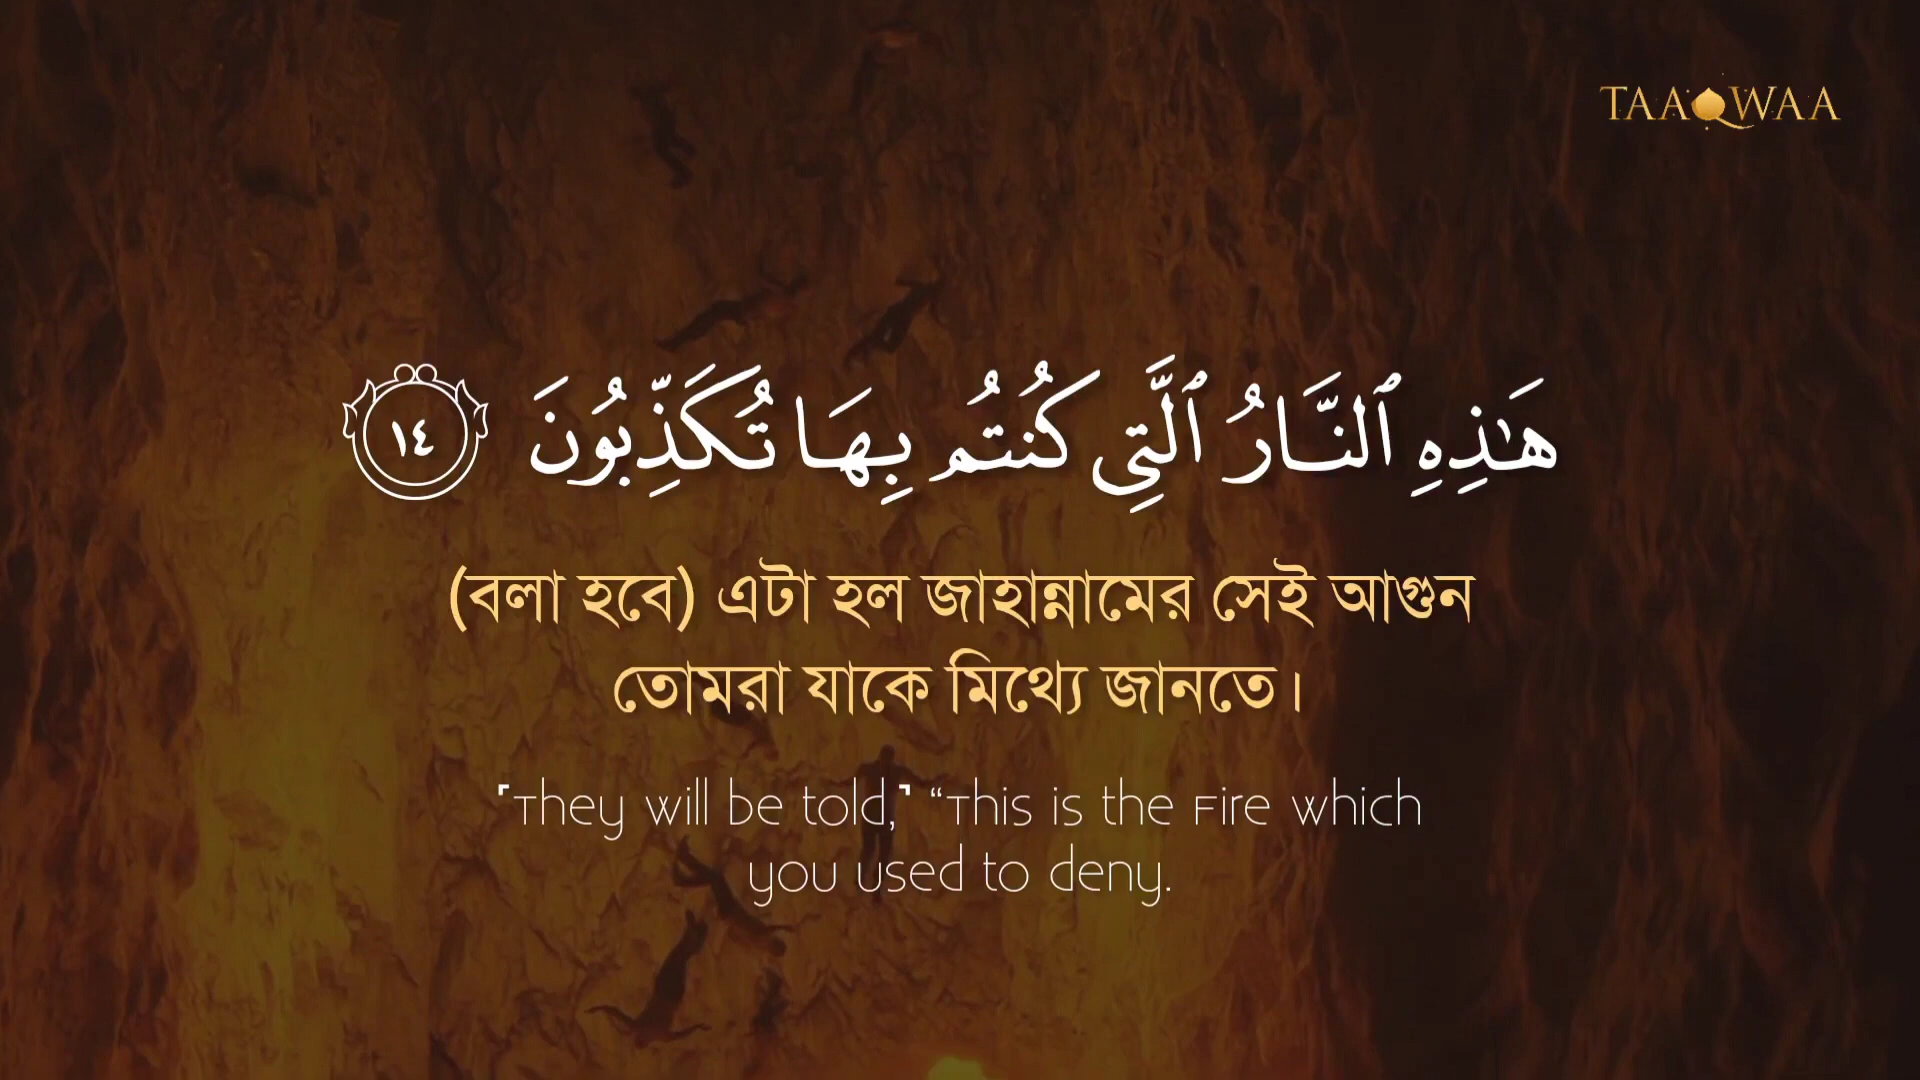 TAAQWAA
هَـٰذِهِ ٱلنَّارُ ٱلَّتِى كُنتُم بِهَا تُكَذِّبُونَ ١٤
(বলা হবে) এটা হল জাহান্নামের সেই আগুন
তোমরা যাকে মিথ্যে জানতে।
⸢They will be told,⸣ “This is the Fire which
you used to deny.